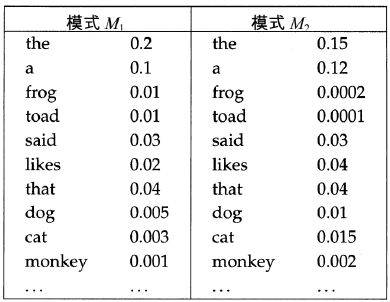 模式 M₁ 模式 M₂
the 0.2 the 0.15
a 0.1 a 0.12
frog 0.01 frog 0.0002
toad 0.01 toad 0.0001
said 0.03 said 0.03
likes 0.02 likes 0.04
that 0.04 that 0.04
dog 0.005 dog 0.01
cat 0.003 cat 0.015
monkey 0.001 monkey 0.002
… … … …